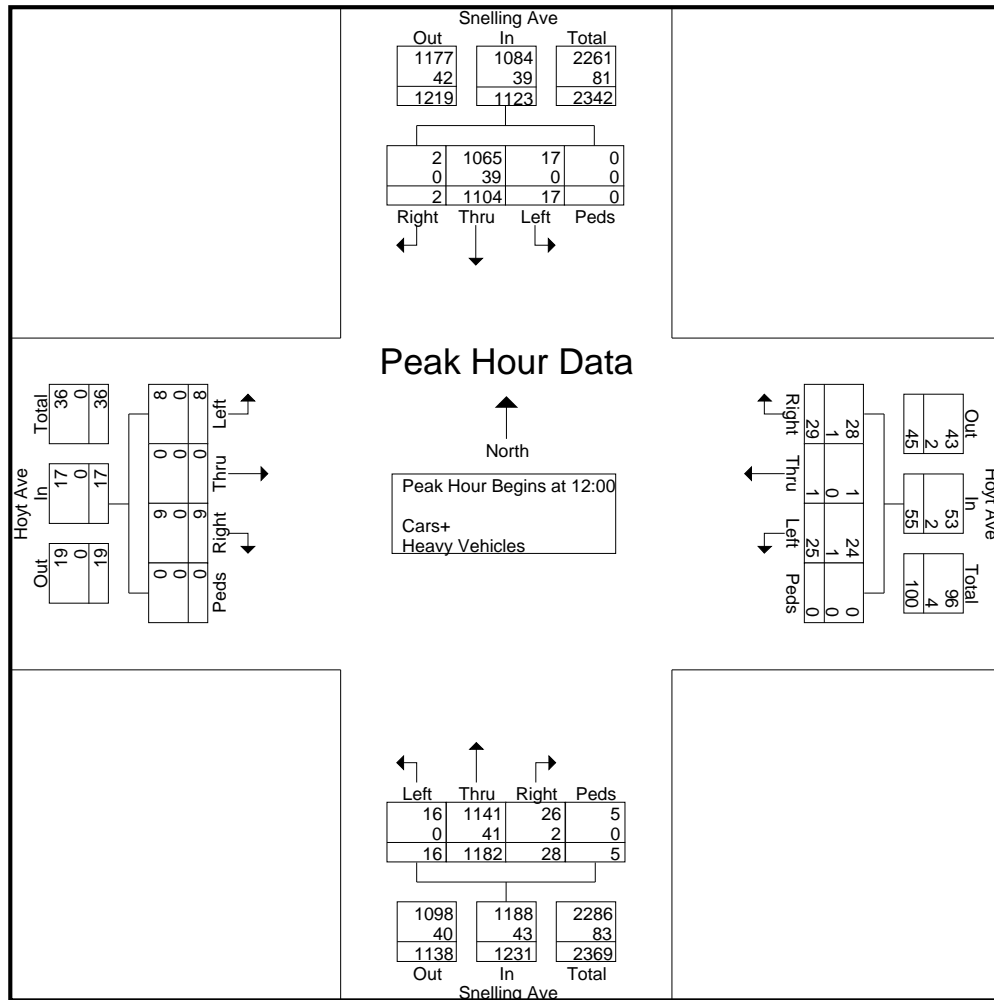 Snelling Ave
Out In Total
1177 1084 2261
42 39 81
1219 1123 2342
2 1065 17 0
0 39 0 0
2 1104 17 0
Right Thru Left Peds
Peak Hour Data
North
Peak Hour Begins at 12:00
Cars+
Heavy Vehicles
Hoyt Ave
Out In Total
19 17 36
0 0 0
19 17 36
0 9 0 8
0 0 0 0
0 9 0 8
Peds Right Thru Left
Hoyt Ave
Out In Total
43 53 96
2 2 4
45 55 100
28 1 24 0
1 0 1 0
29 1 25 0
Right Thru Left Peds
Left Thru Right Peds
16 1141 26 5
0 41 2 0
16 1182 28 5
1098 1188 2286
40 43 83
1138 1231 2369
Out In Total
Snelling Ave